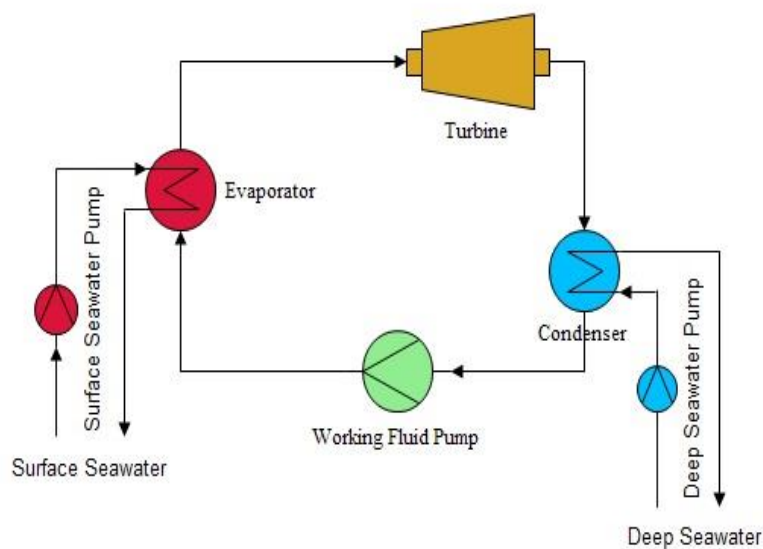 Turbine
Evaporator
Surface Seawater Pump
Condenser
Deep Seawater Pump
Working Fluid Pump
Surface Seawater
Deep Seawater